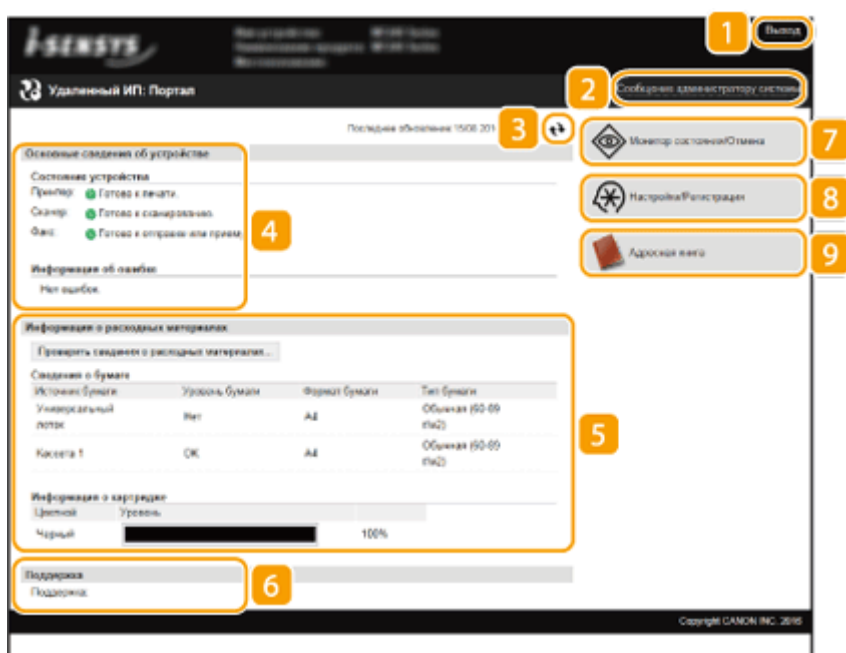 i-SENSYS
1
Выход
Удаленный ИП: Портал
2
Сообщение администратору системы
Последнее обновление 15/08 201
3
Основные сведения об устройстве
Состояние устройства
Принтер: Готов к печати.
Сканер: Готов к сканированию.
Факс: Готов к отправке или прием
4
Информация об ошибке
Нет ошибок.
Монитор состояния/Отмена
7
Настройки/Регистрация
8
Адресная книга
9
Информация о расходных материалах
Проверить сведения о расходных материалах...
Сведения о бумаге
Источник бумаги Уровень бумаги Формат бумаги Тип бумаги
Универсальный лоток Нет A4 Обычная (60-89 г/м2)
Кассета 1 OK A4 Обычная (60-89 г/м2)
5
Информация о картридже
Цветной Уровень
Черный 100%
Поддержка
Поддержка:
6
Copyright CANON INC. 2016